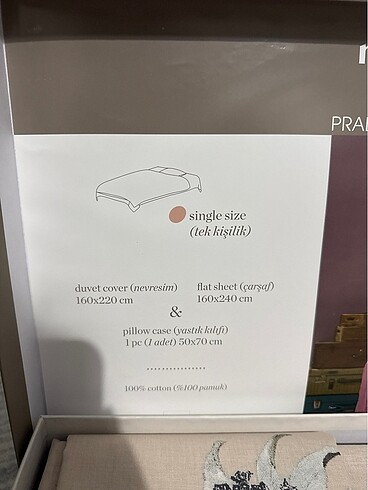 single size
(tek kişilik)
duvet cover (nevresim)
160x220 cm
flat sheet (çarşaf)
160x240 cm
&
pillow case (yastık kılıfı)
1 pc (1 adet) 50x70 cm
100% cotton (%100 pamuk)